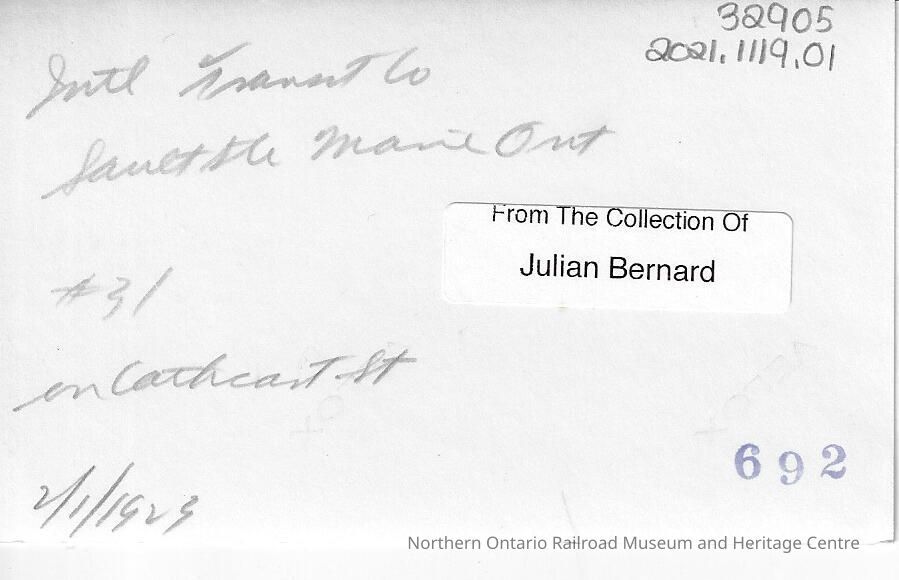 32905
2021.1119.01
Intl Transit Co
Sault Ste Marie Ont
From The Collection Of
Julian Bernard
#31
on Cathcart St
692
2/1/1923
Northern Ontario Railroad Museum and Heritage Centre